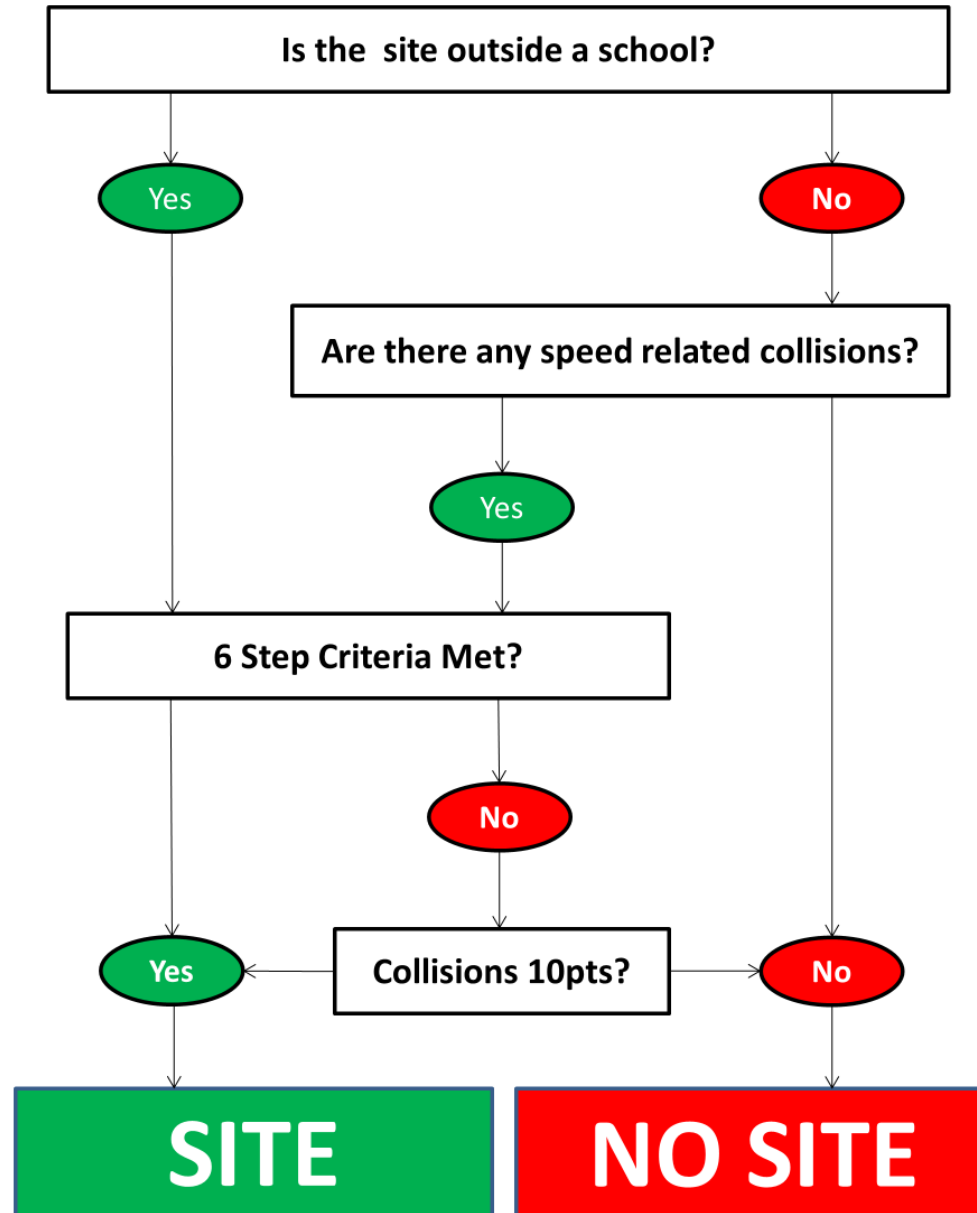 Is the site outside a school?
Yes
No
Are there any speed related collisions?
Yes
6 Step Criteria Met?
No
Yes
Collisions 10pts?
No
SITE
NO SITE